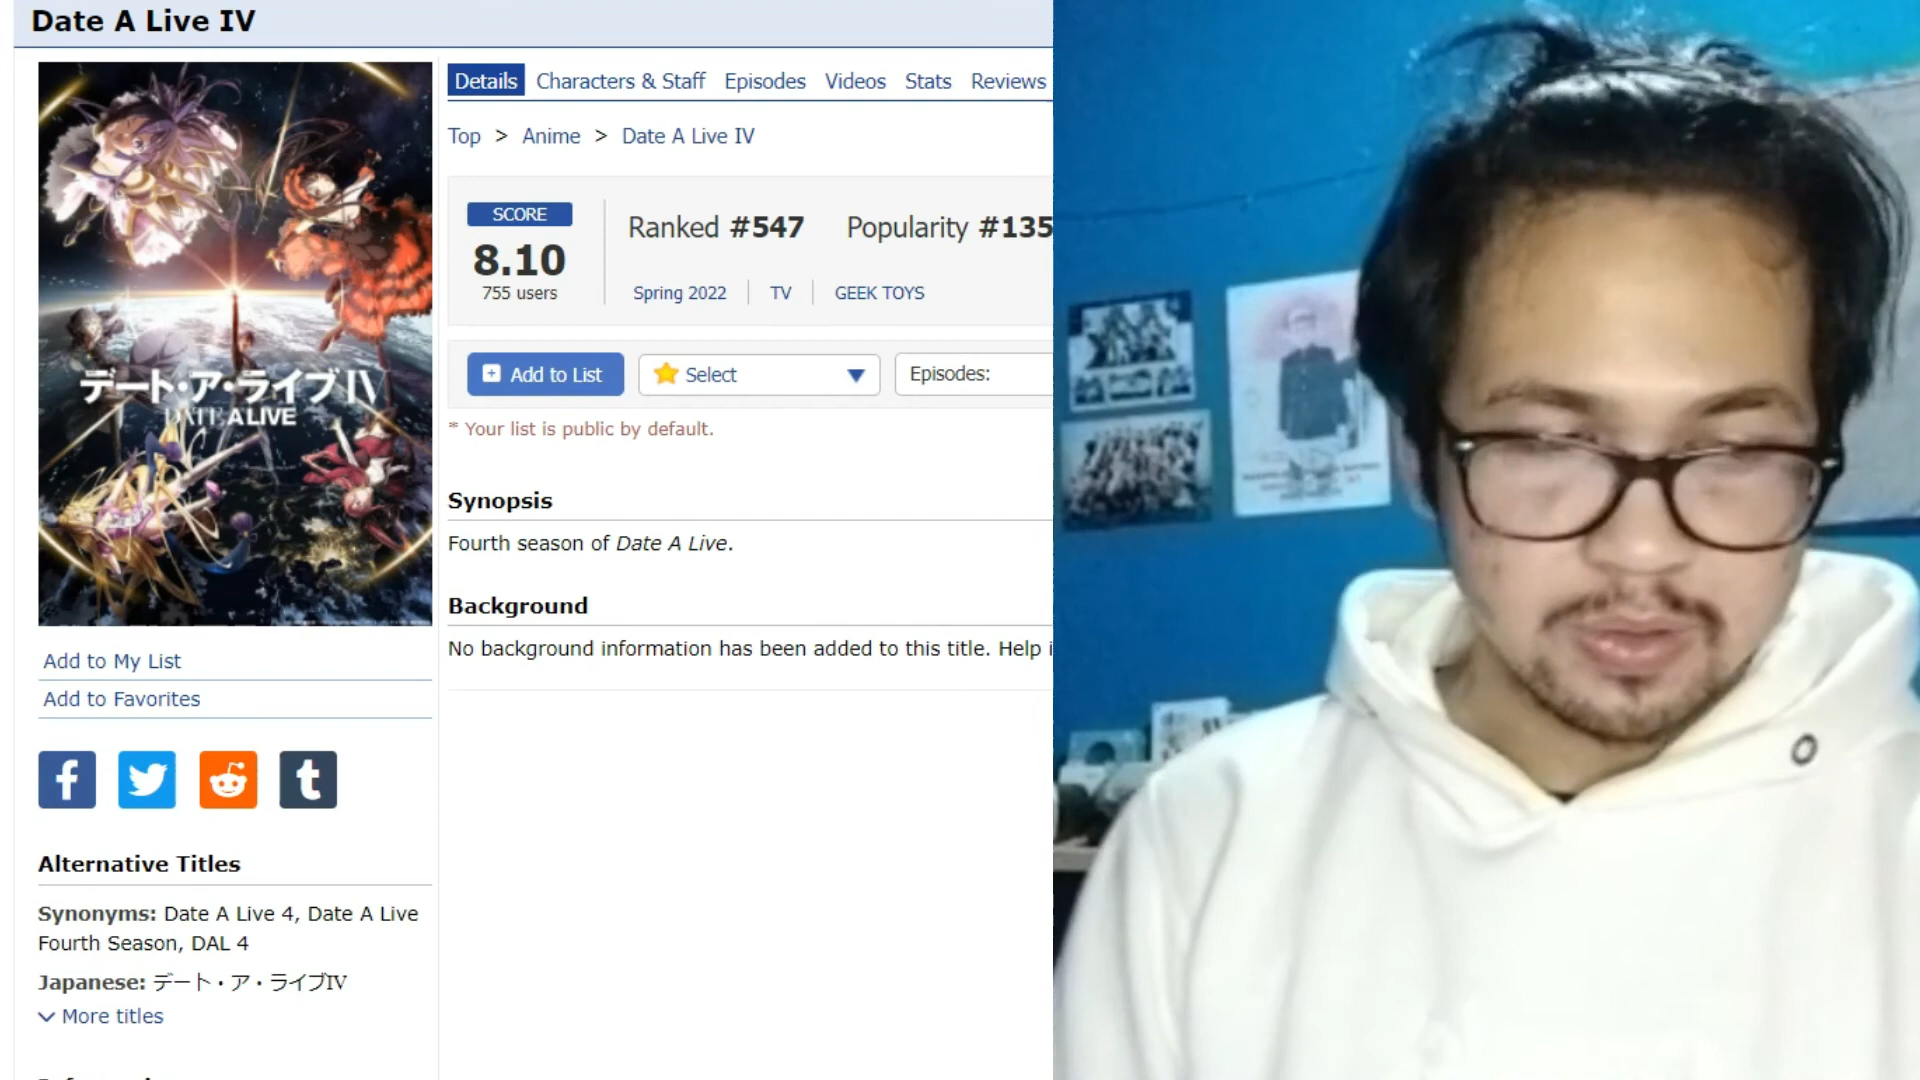 Date A Live IV
デート・ア・ライブIV
DATE A LIVE
Add to My List
Add to Favorites
Alternative Titles
Synonyms: Date A Live 4, Date A Live
Fourth Season, DAL 4
Japanese: デート・ア・ライブIV
More titles
Details Characters & Staff Episodes Videos Stats Reviews
Top > Anime > Date A Live IV
SCORE
8.10
755 users
Ranked #547 Popularity #135
Spring 2022 TV GEEK TOYS
Add to List Select Episodes:
* Your list is public by default.
Synopsis
Fourth season of Date A Live.
Background
No background information has been added to this title. Help